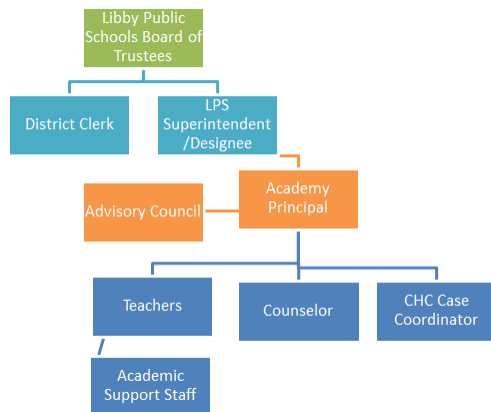 Libby Public
Schools Board of
Trustees
District Clerk
LPS
Superintendent
/Designee
Advisory Council
Academy
Principal
Teachers
Counselor
CHC Case
Coordinator
Academic
Support Staff